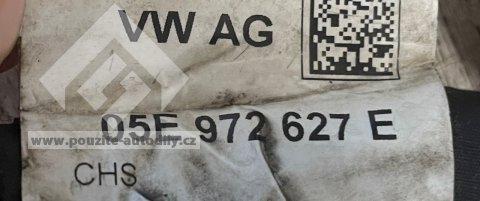 VW AG
05E 972 627 E
www.pouzite-autodily.cz
CHS